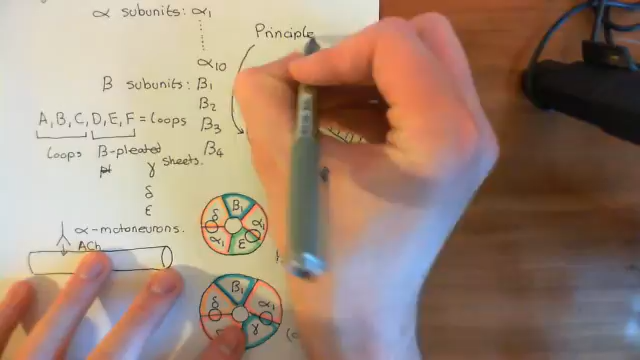 α subunits: α1
α10
Principle
β subunits: β1
β2
A, B, C, D, E, F = loops
β3
β4
loops β-pleated
sheets.
γ
δ
ε
α-motoneurons.
ACh
β1
δ
α1
α1
ε
β1
δ
α1
γ